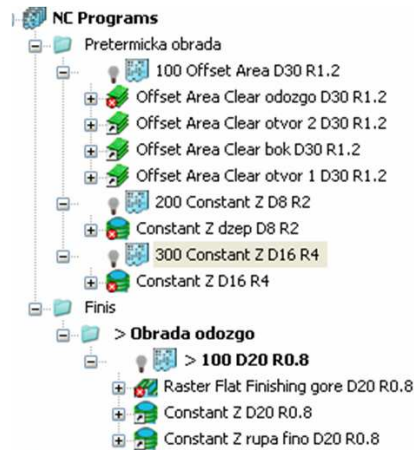 NC Programs
Pretermicka obrada
100 Offset Area D30 R1.2
Offset Area Clear odozgo D30 R1.2
Offset Area Clear otvor 2 D30 R1.2
Offset Area Clear bok D30 R1.2
Offset Area Clear otvor 1 D30 R1.2
200 Constant Z D8 R2
Constant Z dzep D8 R2
300 Constant Z D16 R4
Constant Z D16 R4
Finis
> Obrada odozgo
> 100 D20 R0.8
Raster Flat Finishing gore D20 R0.8
Constant Z D20 R0.8
Constant Z rupa fino D20 R0.8